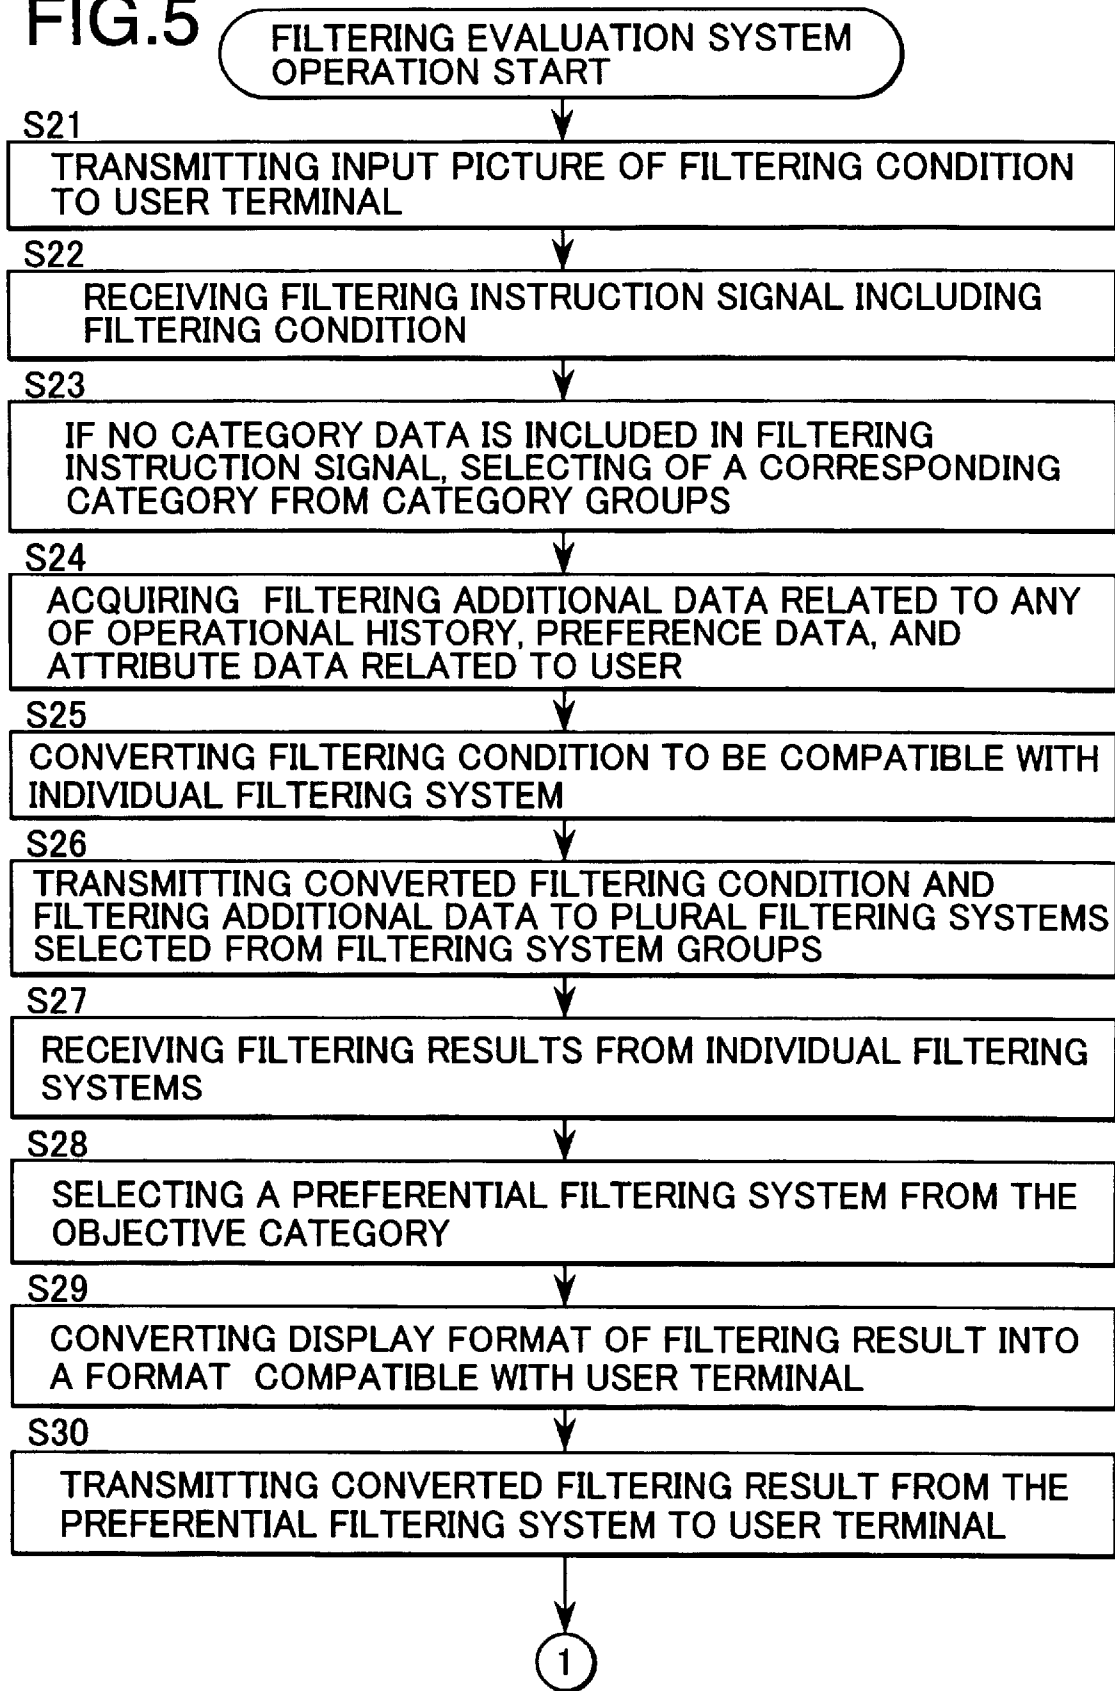 FIG.5
FILTERING EVALUATION SYSTEM
OPERATION START
S21
TRANSMITTING INPUT PICTURE OF FILTERING CONDITION
TO USER TERMINAL
S22
RECEIVING FILTERING INSTRUCTION SIGNAL INCLUDING
FILTERING CONDITION
S23
IF NO CATEGORY DATA IS INCLUDED IN FILTERING
INSTRUCTION SIGNAL, SELECTING OF A CORRESPONDING
CATEGORY FROM CATEGORY GROUPS
S24
ACQUIRING FILTERING ADDITIONAL DATA RELATED TO ANY
OF OPERATIONAL HISTORY, PREFERENCE DATA, AND
ATTRIBUTE DATA RELATED TO USER
S25
CONVERTING FILTERING CONDITION TO BE COMPATIBLE WITH
INDIVIDUAL FILTERING SYSTEM
S26
TRANSMITTING CONVERTED FILTERING CONDITION AND
FILTERING ADDITIONAL DATA TO PLURAL FILTERING SYSTEMS
SELECTED FROM FILTERING SYSTEM GROUPS
S27
RECEIVING FILTERING RESULTS FROM INDIVIDUAL FILTERING
SYSTEMS
S28
SELECTING A PREFERENTIAL FILTERING SYSTEM FROM THE
OBJECTIVE CATEGORY
S29
CONVERTING DISPLAY FORMAT OF FILTERING RESULT INTO
A FORMAT COMPATIBLE WITH USER TERMINAL
S30
TRANSMITTING CONVERTED FILTERING RESULT FROM THE
PREFERENTIAL FILTERING SYSTEM TO USER TERMINAL
1